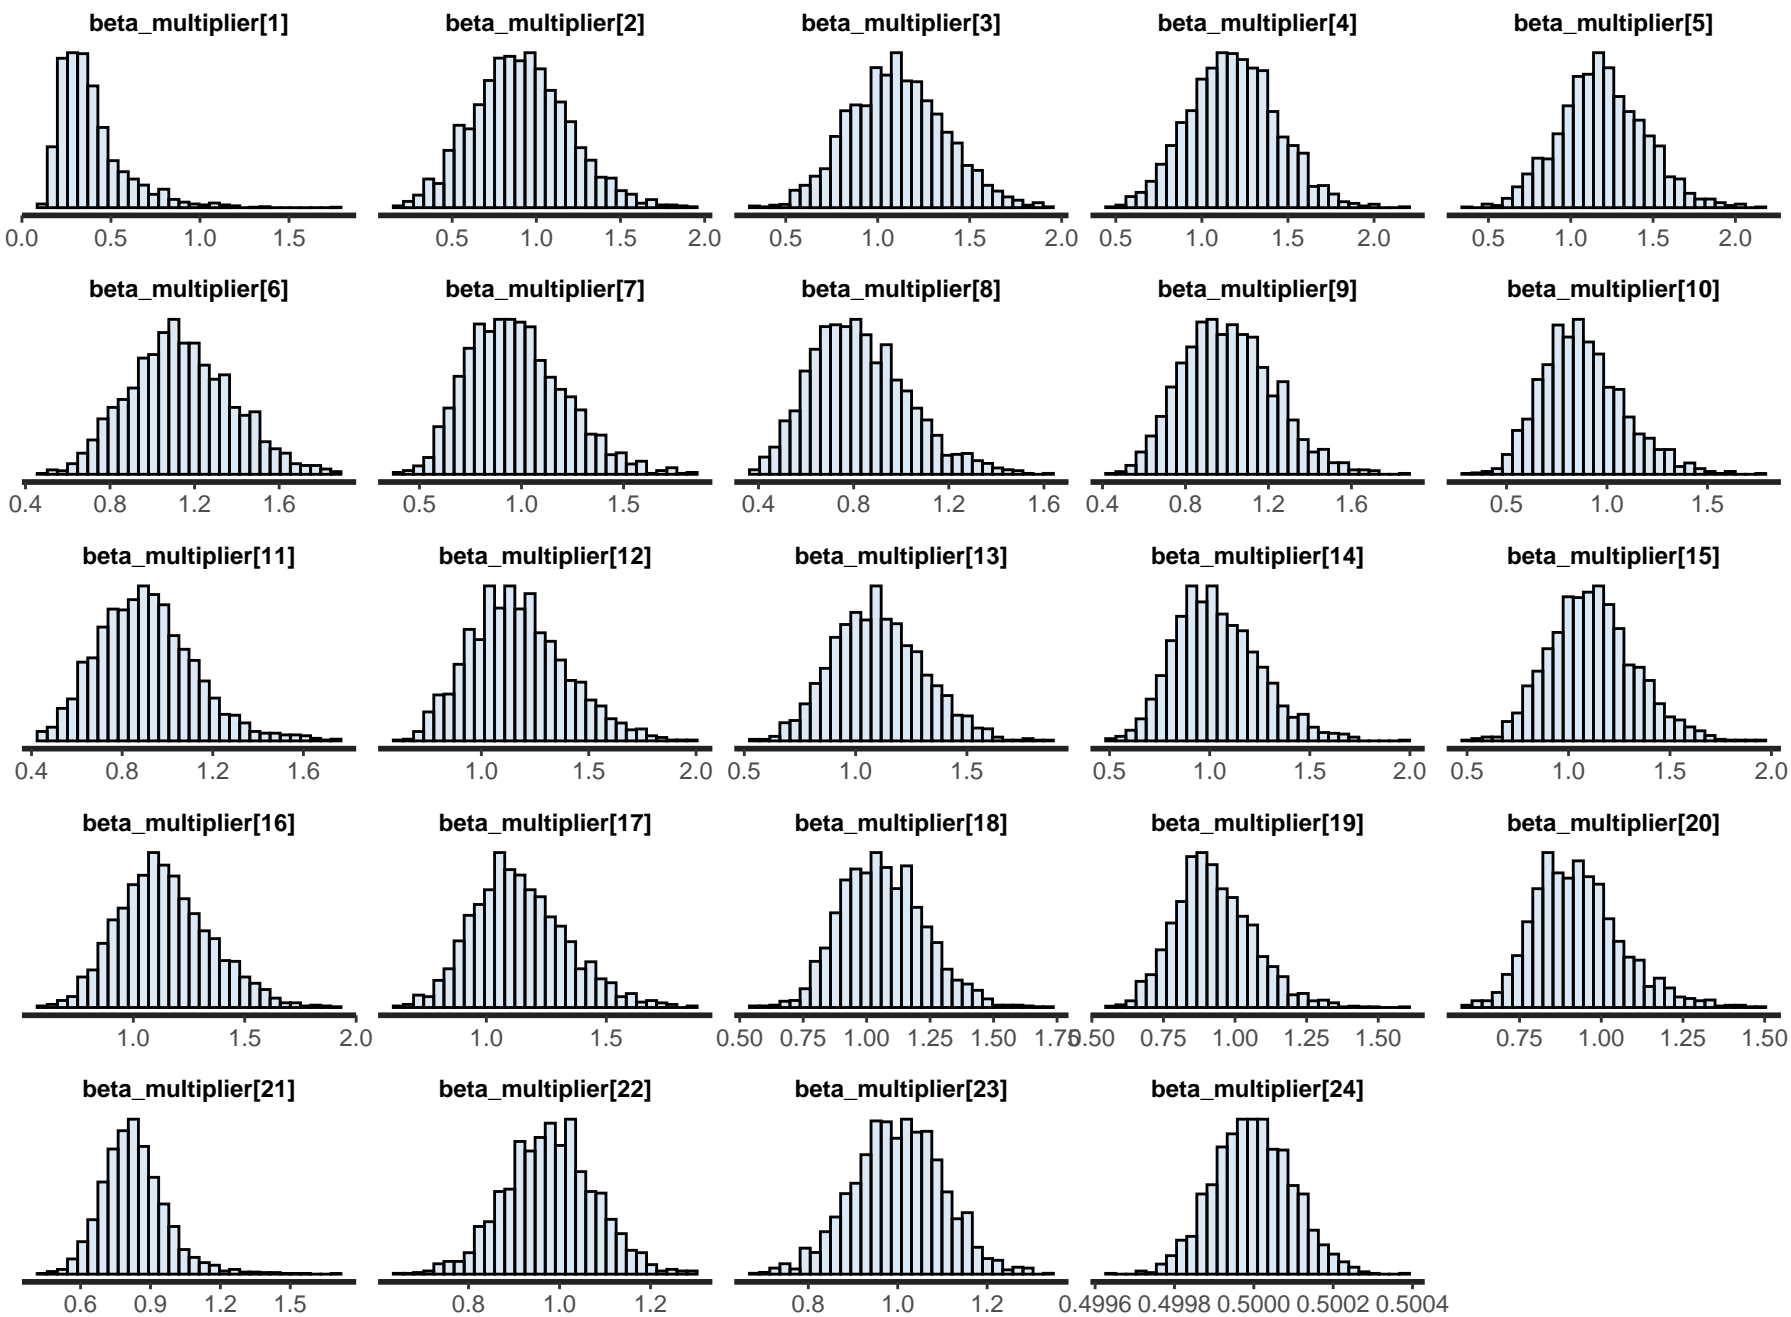 beta_multiplier[1] beta_multiplier[2] beta_multiplier[3] beta_multiplier[4] beta_multiplier[5]
0.0 0.5 1.0 1.5 0.5 1.0 1.5 2.0 0.5 1.0 1.5 2.0 0.5 1.0 1.5 2.0 0.5 1.0 1.5 2.0
beta_multiplier[6] beta_multiplier[7] beta_multiplier[8] beta_multiplier[9] beta_multiplier[10]
0.4 0.8 1.2 1.6 0.5 1.0 1.5 0.4 0.8 1.2 1.6 0.4 0.8 1.2 1.6 0.5 1.0 1.5
beta_multiplier[11] beta_multiplier[12] beta_multiplier[13] beta_multiplier[14] beta_multiplier[15]
0.4 0.8 1.2 1.6 1.0 1.5 2.0 0.5 1.0 1.5 0.5 1.0 1.5 2.0 0.5 1.0 1.5 2.0
beta_multiplier[16] beta_multiplier[17] beta_multiplier[18] beta_multiplier[19] beta_multiplier[20]
1.0 1.5 2.0 1.0 1.5 0.50 0.75 1.00 1.25 1.50 1.75 0.50 0.75 1.00 1.25 1.50 0.75 1.00 1.25 1.50
beta_multiplier[21] beta_multiplier[22] beta_multiplier[23] beta_multiplier[24]
0.6 0.9 1.2 1.5 0.8 1.0 1.2 0.8 1.0 1.2 0.4996 0.4998 0.5000 0.5002 0.5004